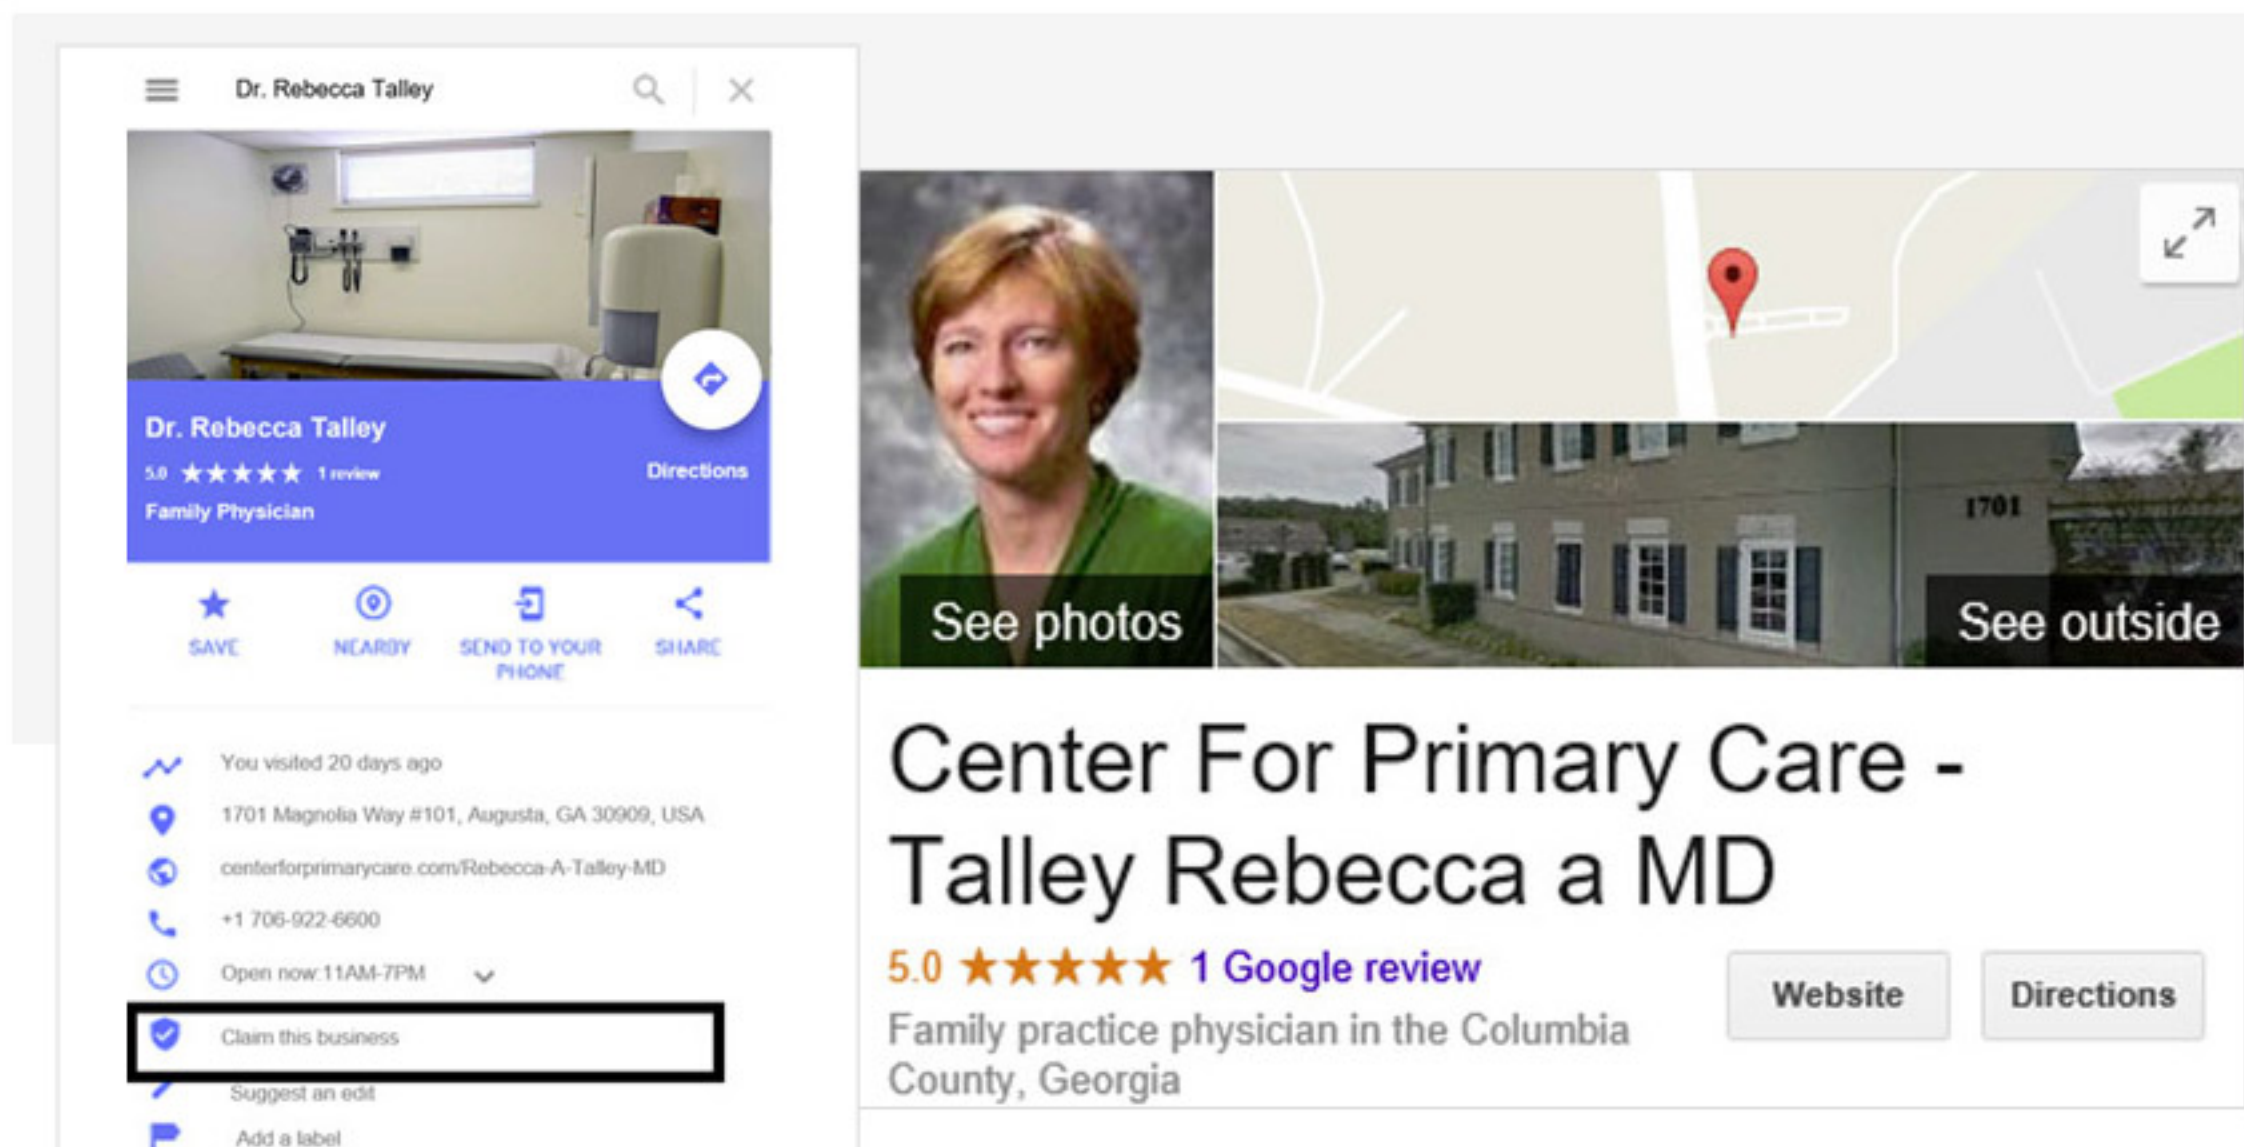 Dr. Rebecca Talley
Dr. Rebecca Talley
5.0 ★★★★★ 1 review
Directions
Family Physician
SAVE
NEARBY
SEND TO YOUR
PHONE
SHARE
You visited 20 days ago
1701 Magnolia Way #101, Augusta, GA 30909, USA
centerforprimarycare.com/Rebecca-A-Talley-MD
+1 706-922-6600
Open now:11AM-7PM
Claim this business
Suggest an edit
Add a label
1701
See photos
See outside
Center For Primary Care -
Talley Rebecca a MD
5.0 ★★★★★ 1 Google review
Family practice physician in the Columbia
County, Georgia
Website
Directions